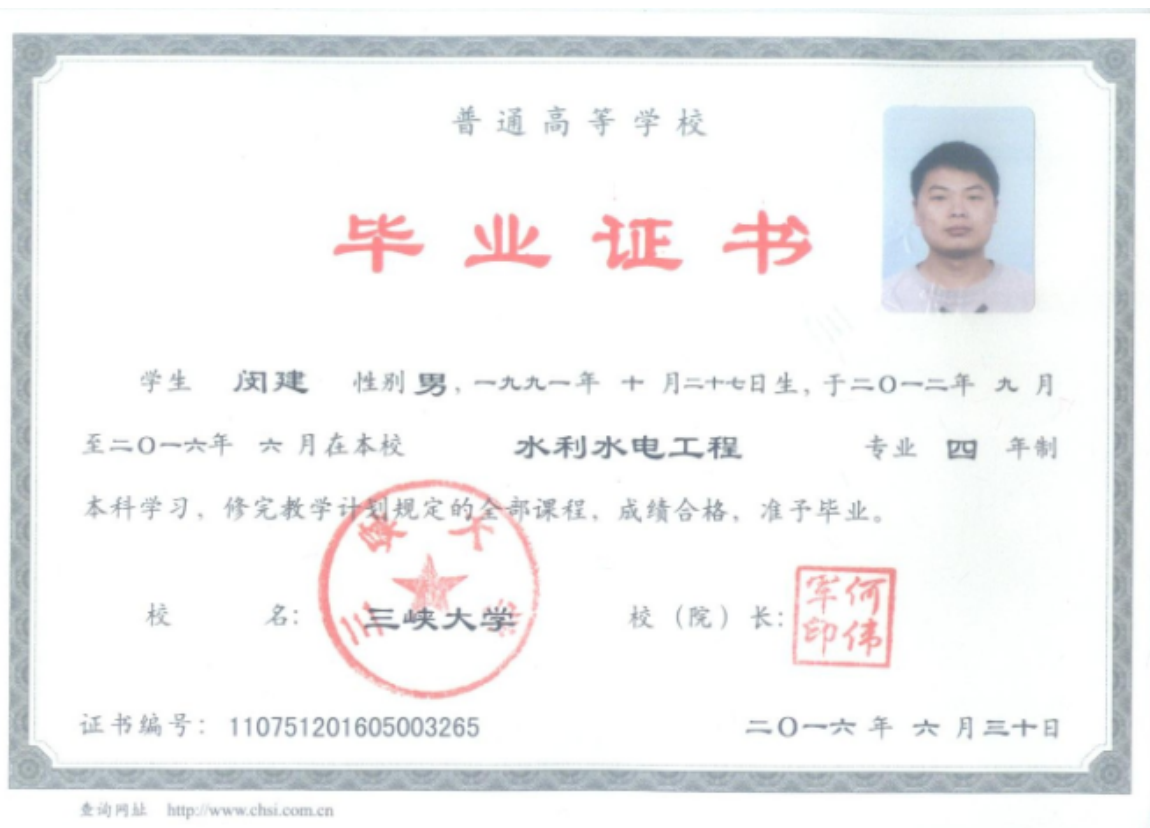 普通高等学校
毕业证书
学生 闵建 性别 男，一九九一年 十 月二十七日生，于二〇一二年 九 月
至二〇一六年 六 月在本校 水利水电工程 专业 四 年制
本科学习，修完教学计划规定的全部课程，成绩合格，准予毕业。
三峡大学
校 名：三峡大学 校（院）长：
何伟军印
证书编号：110751201605003265 二〇一六 年 六 月三十日
查询网址 http://www.chsi.com.cn